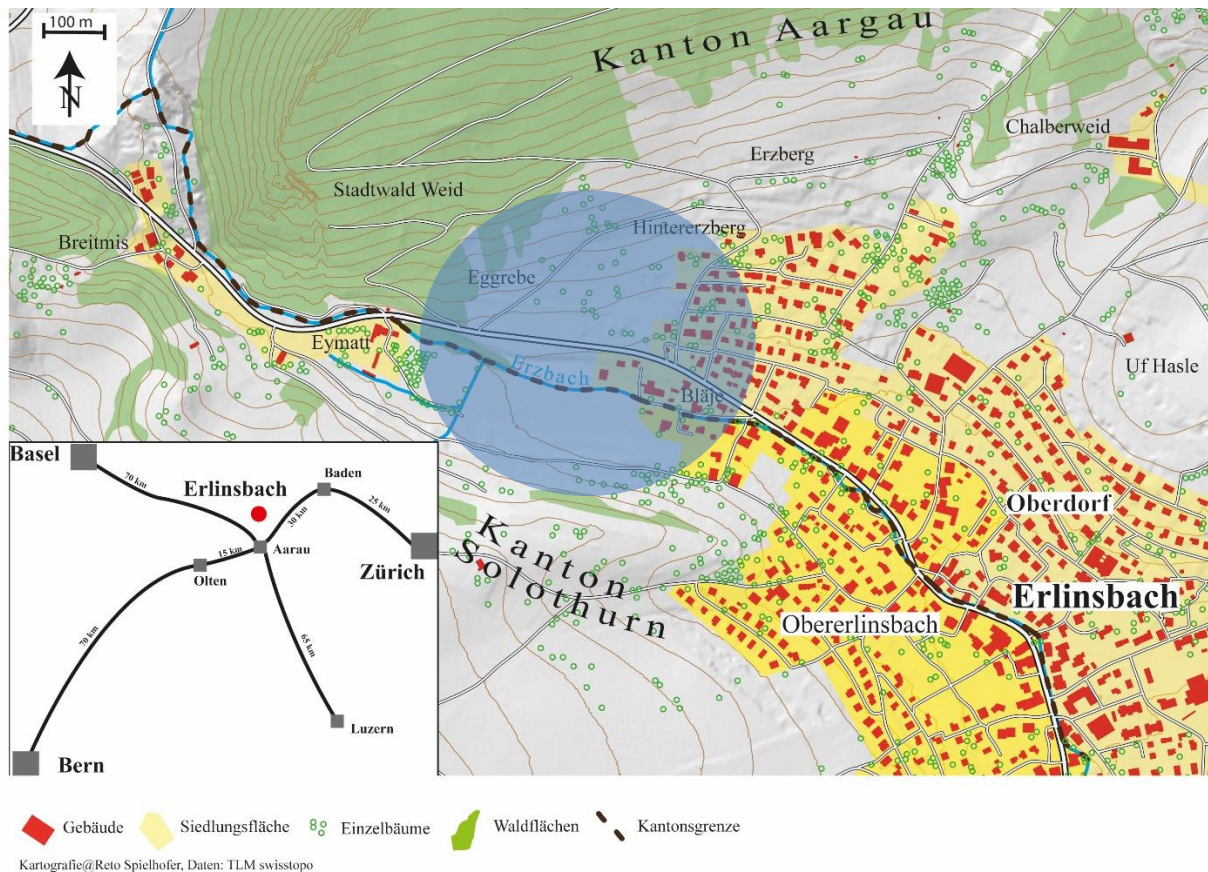 100 m
N
Kanton Aargau
Chalberweid
Erzberg
Stadtwald Weid
Hintererzberg
Breitmis
Eggrebe
Eymatt
Erzbach
Bläje
Uf Hasle
Kanton
Solothurn
Oberdorf
Erlinsbach
Obererlinsbach
Basel
70 km
Erlinsbach
Baden
30 km
25 km
15 km
Aarau
Olten
Zürich
70 km
65 km
Luzern
Bern
Gebäude
Siedlungsfläche
Einzelbäume
Waldflächen
Kantonsgrenze
Kartografie@Reto Spielhofer, Daten: TLM swisstopo